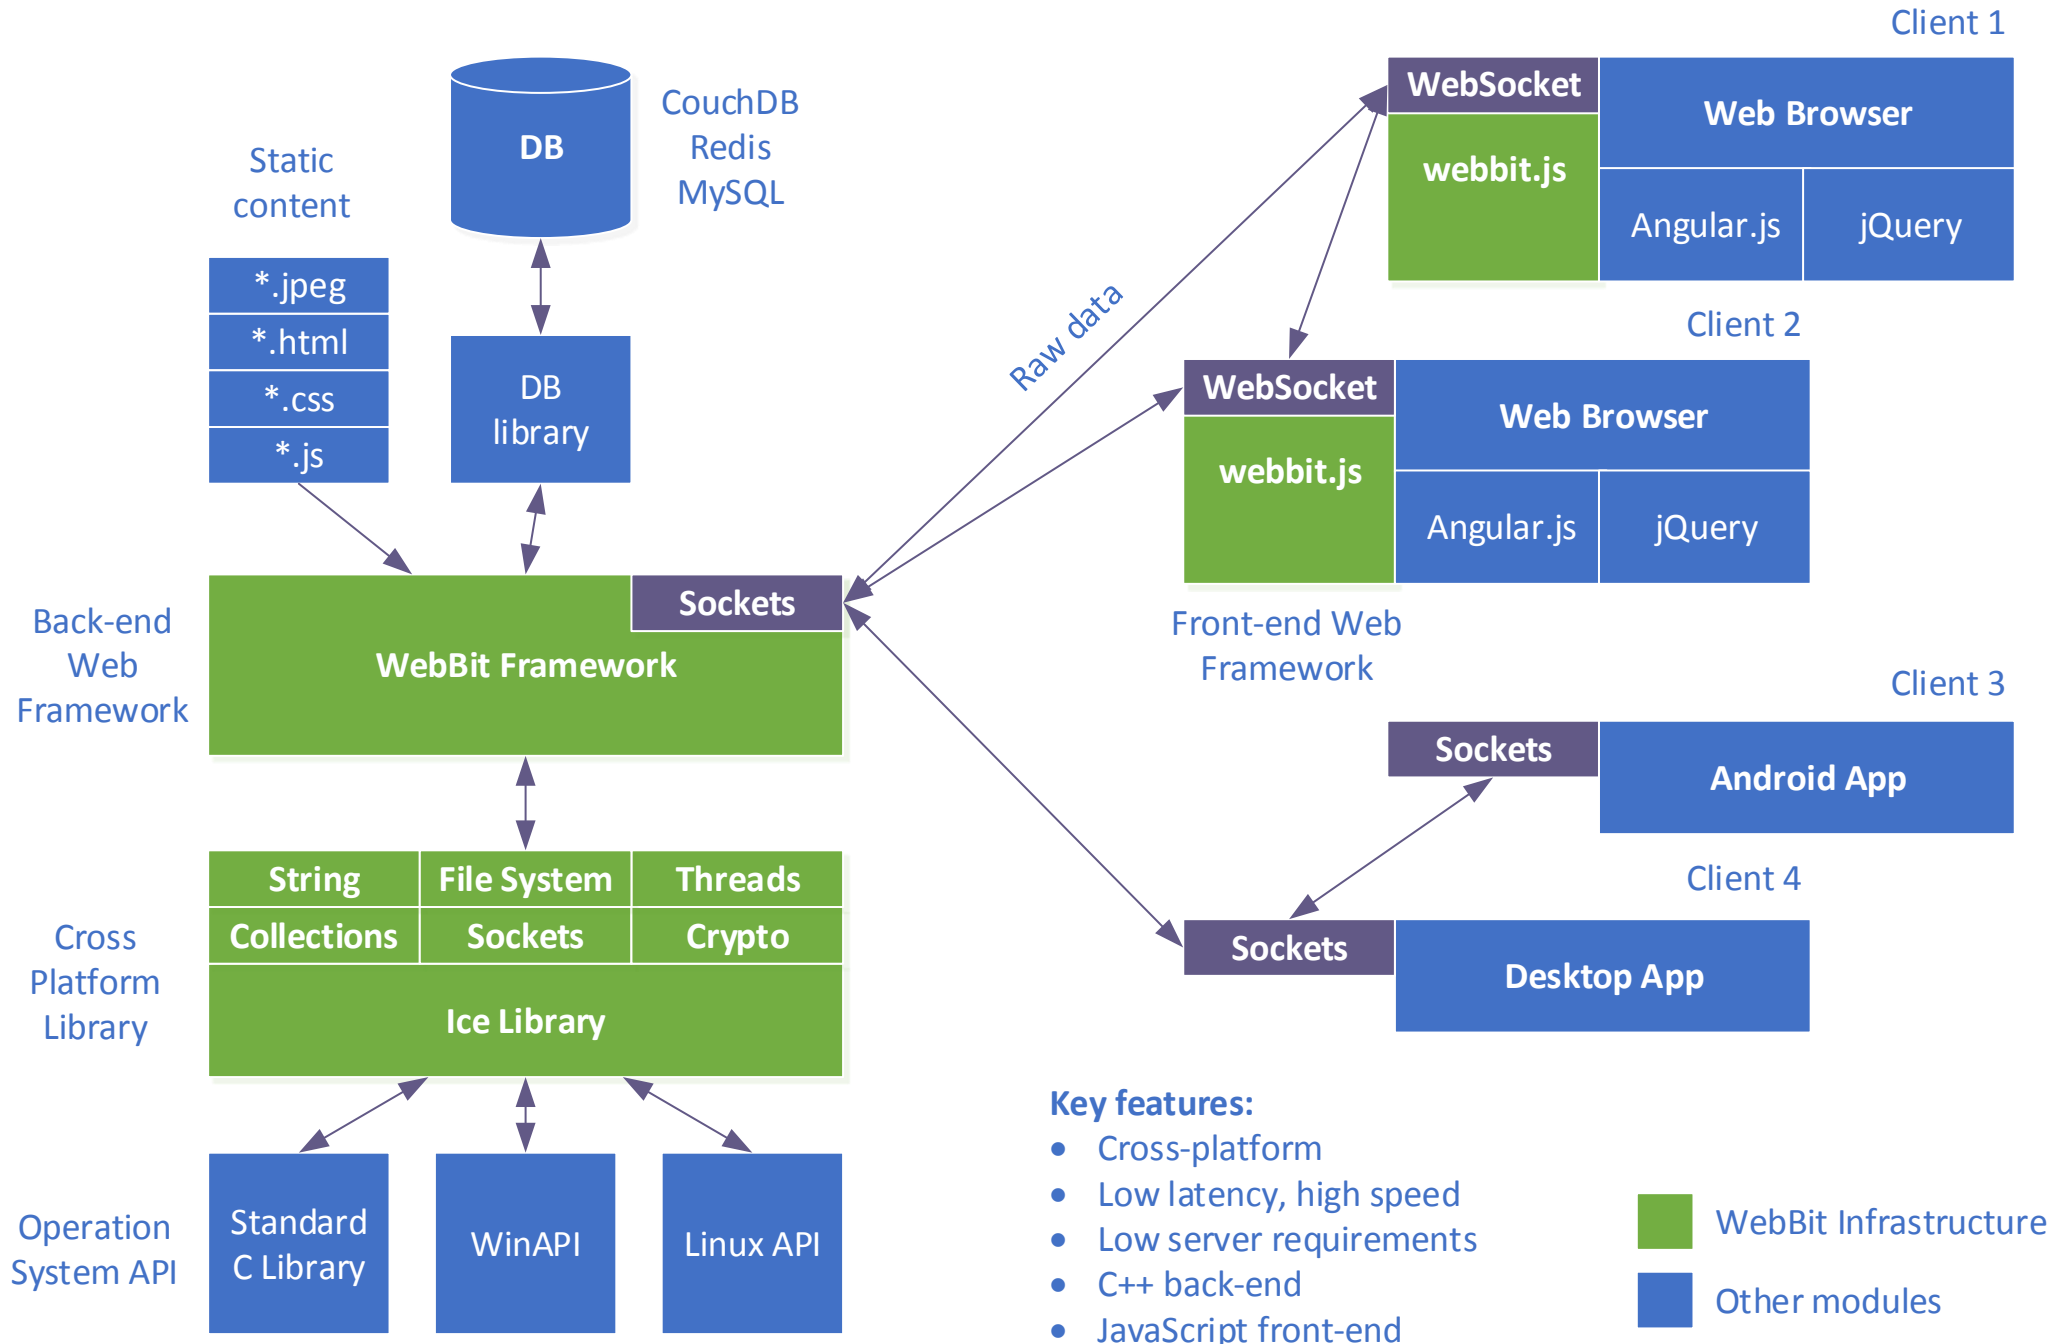 Static
content
*.jpeg
*.html
*.css
*.js
DB
CouchDB
Redis
MySQL
DB
library
Back-end
Web
Framework
Sockets
WebBit Framework
Cross
Platform
Library
String
File System
Threads
Collections
Sockets
Crypto
Ice Library
Operation
System API
Standard
C Library
WinAPI
Linux API
Raw data
Client 1
WebSocket
Web Browser
webbit.js
Angular.js
jQuery
Client 2
WebSocket
Web Browser
webbit.js
Angular.js
jQuery
Front-end Web
Framework
Client 3
Sockets
Android App
Client 4
Sockets
Desktop App
Key features:
• Cross-platform
• Low latency, high speed
• Low server requirements
• C++ back-end
• JavaScript front-end
WebBit Infrastructure
Other modules